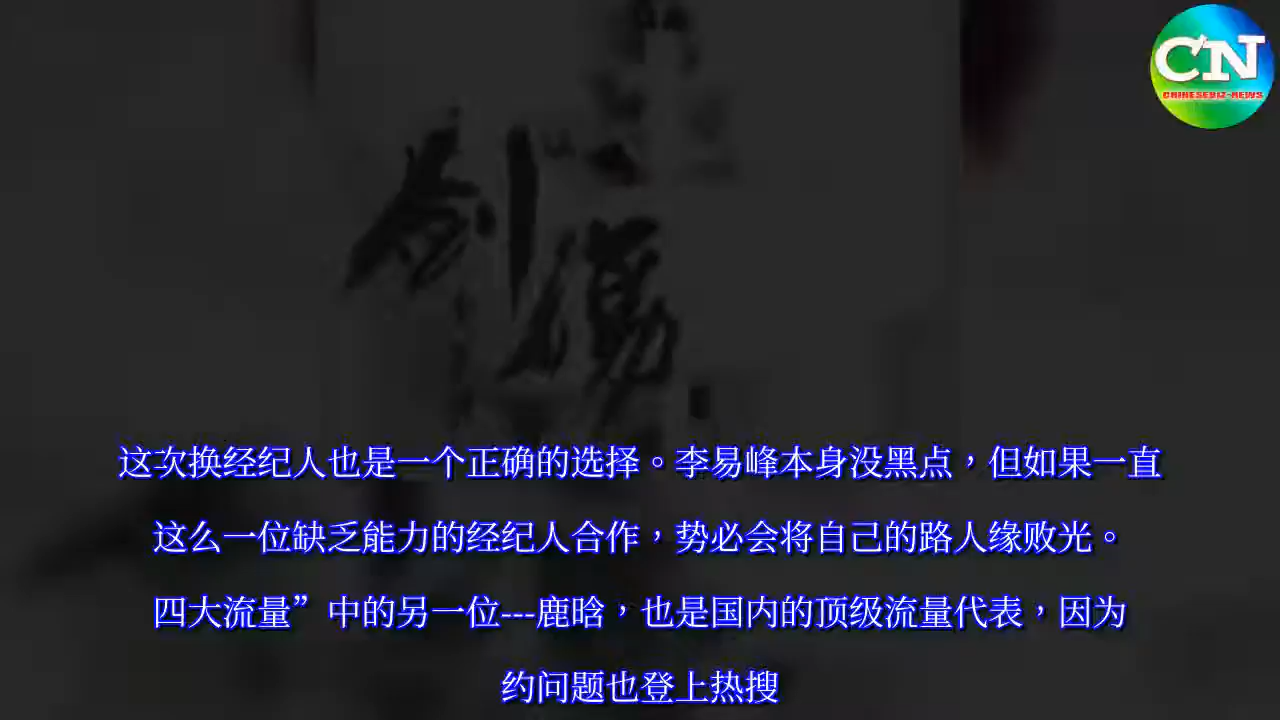 CN
CHINESEBIZ-NEWS
剑
伤
这次换经纪人也是一个正确的选择。李易峰本身没黑点，但如果一直
这么一位缺乏能力的经纪人合作，势必会将自己的路人缘败光。
四大流量”中的另一位---鹿晗，也是国内的顶级流量代表，因为
约问题也登上热搜